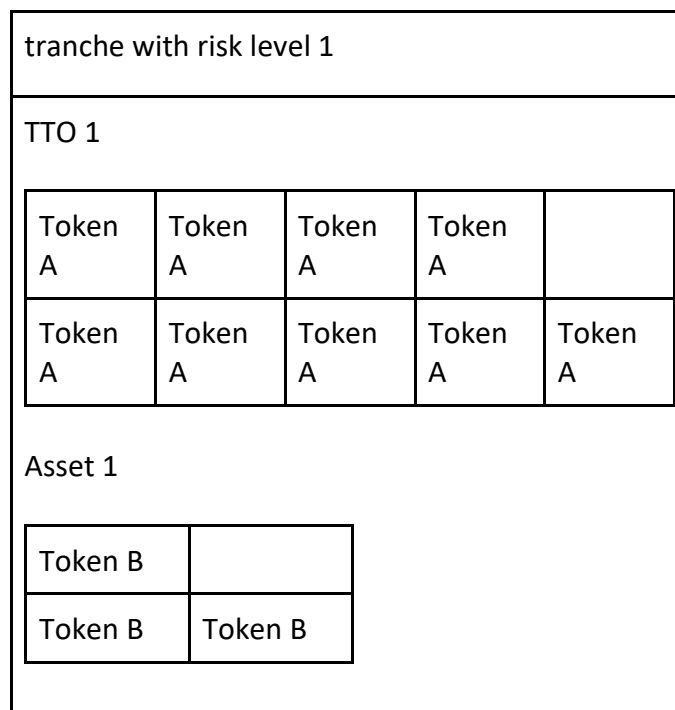 tranche with risk level 1
TTO 1
Token Token Token Token
A A A A
Token Token Token Token Token
A A A A A
Asset 1
Token B
Token B Token B